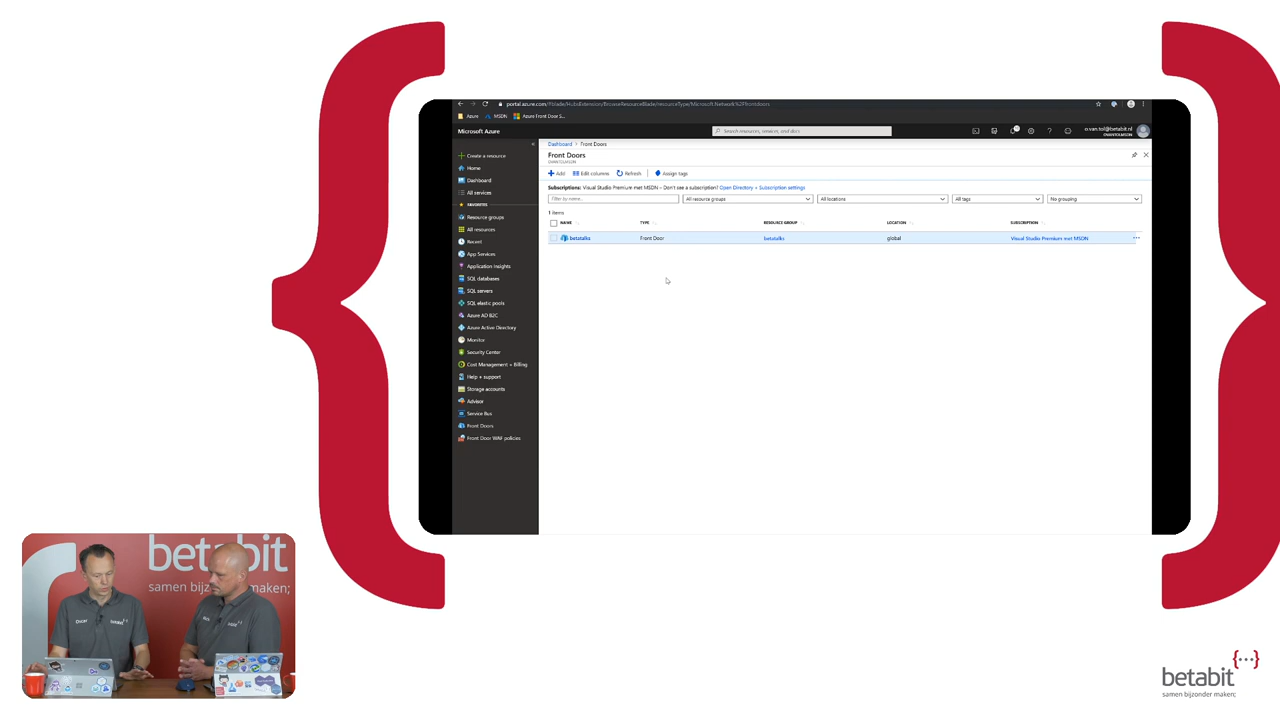 portal.azure.com/#blade/HubsExtension/BrowseResourceBlade/resourceType/Microsoft.Network%2Ffrontdoors
Azure
MSDN
Azure Front Door S...
Microsoft Azure
Search resources, services, and docs
o.van.tol@betabit.nl
Dashboard > Front Doors
Front Doors
Create a resource
Home
Dashboard
All services
FAVORITES
Resource groups
All resources
Recent
App Services
Application Insights
SQL databases
SQL servers
SQL elastic pools
Azure AD B2C
Azure Active Directory
Monitor
Security Center
Cost Management + Billing
Help + support
Storage accounts
Advisor
Service Bus
Front Doors
Front Door WAF policies
Add
Edit columns
Refresh
Assign tags
Subscriptions: Visual Studio Premium met MSDN – Don't see a subscription? Open Directory + Subscription settings
Filter by name...
All resource groups
All locations
All tags
No grouping
1 items
NAME
TYPE
RESOURCE GROUP
LOCATION
SUBSCRIPTION
betatalks
Front Door
betatalks
global
Visual Studio Premium met MSDN
betabit
samen bijzonder maken;
Oscar
betabit
samen bijzonder maken;